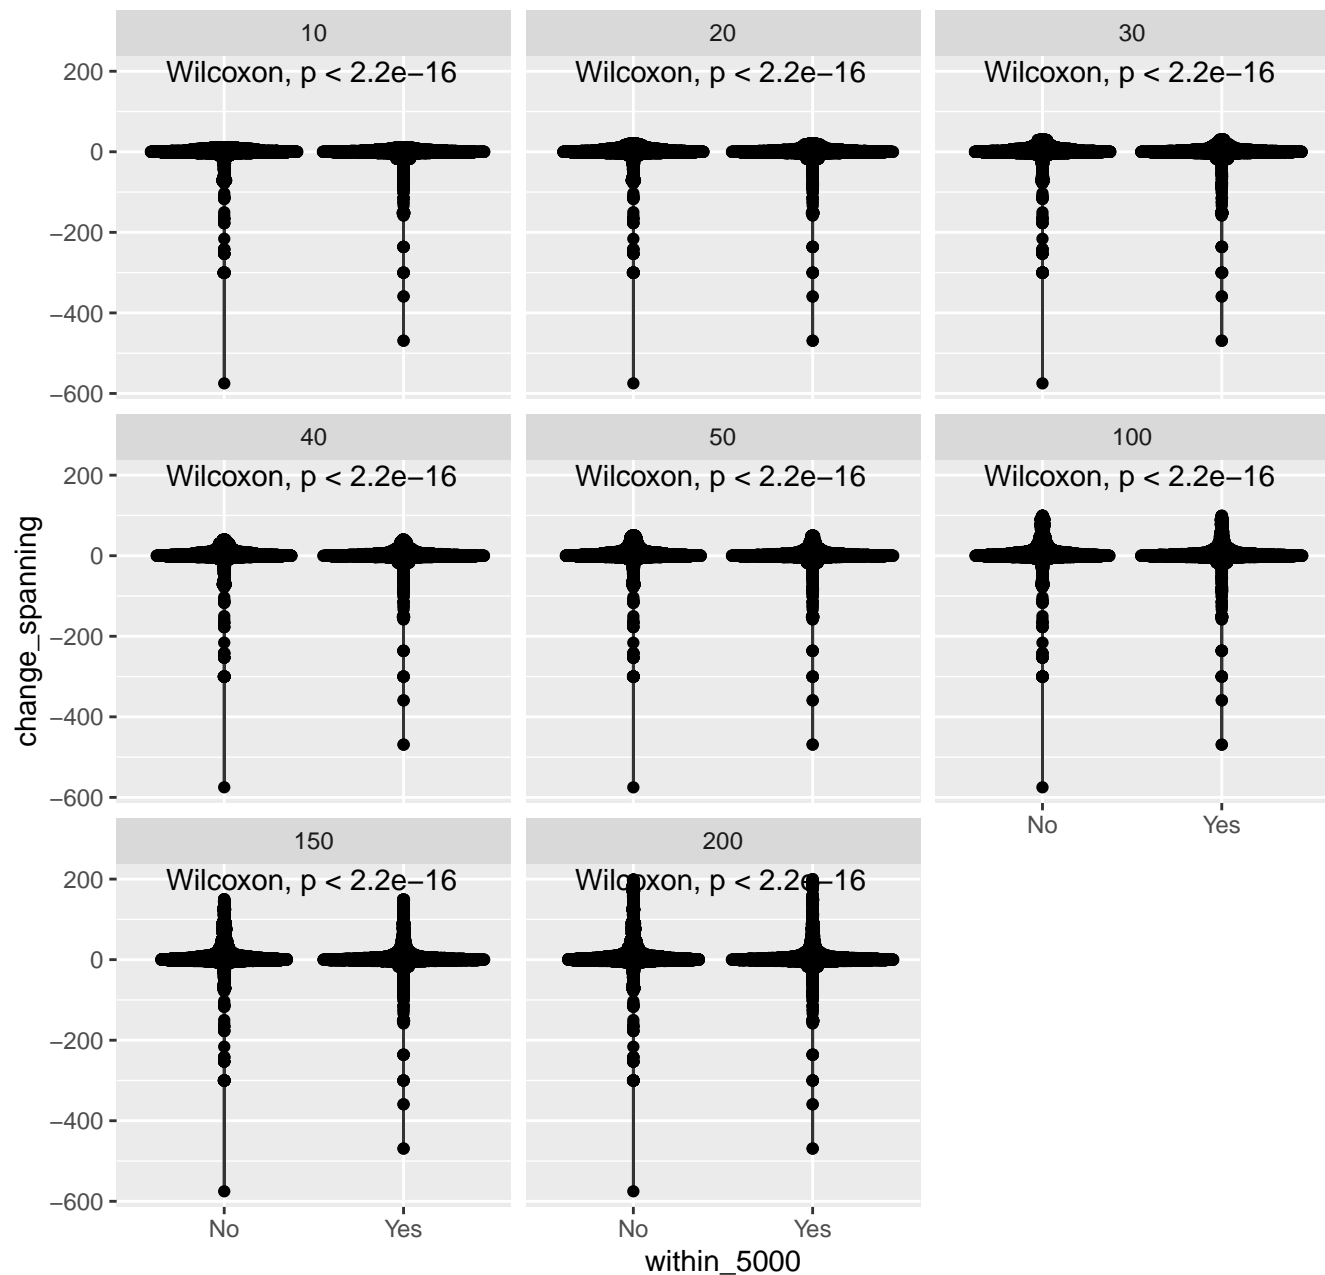 10
20
30
Wilcoxon, p < 2.2e−16
Wilcoxon, p < 2.2e−16
Wilcoxon, p < 2.2e−16
200
0
−200
−400
−600
40
50
100
Wilcoxon, p < 2.2e−16
Wilcoxon, p < 2.2e−16
Wilcoxon, p < 2.2e−16
200
0
−200
−400
−600
No
Yes
change_spanning
150
200
Wilcoxon, p < 2.2e−16
Wilcoxon, p < 2.2e−16
200
0
−200
−400
−600
No
Yes
No
Yes
within_5000